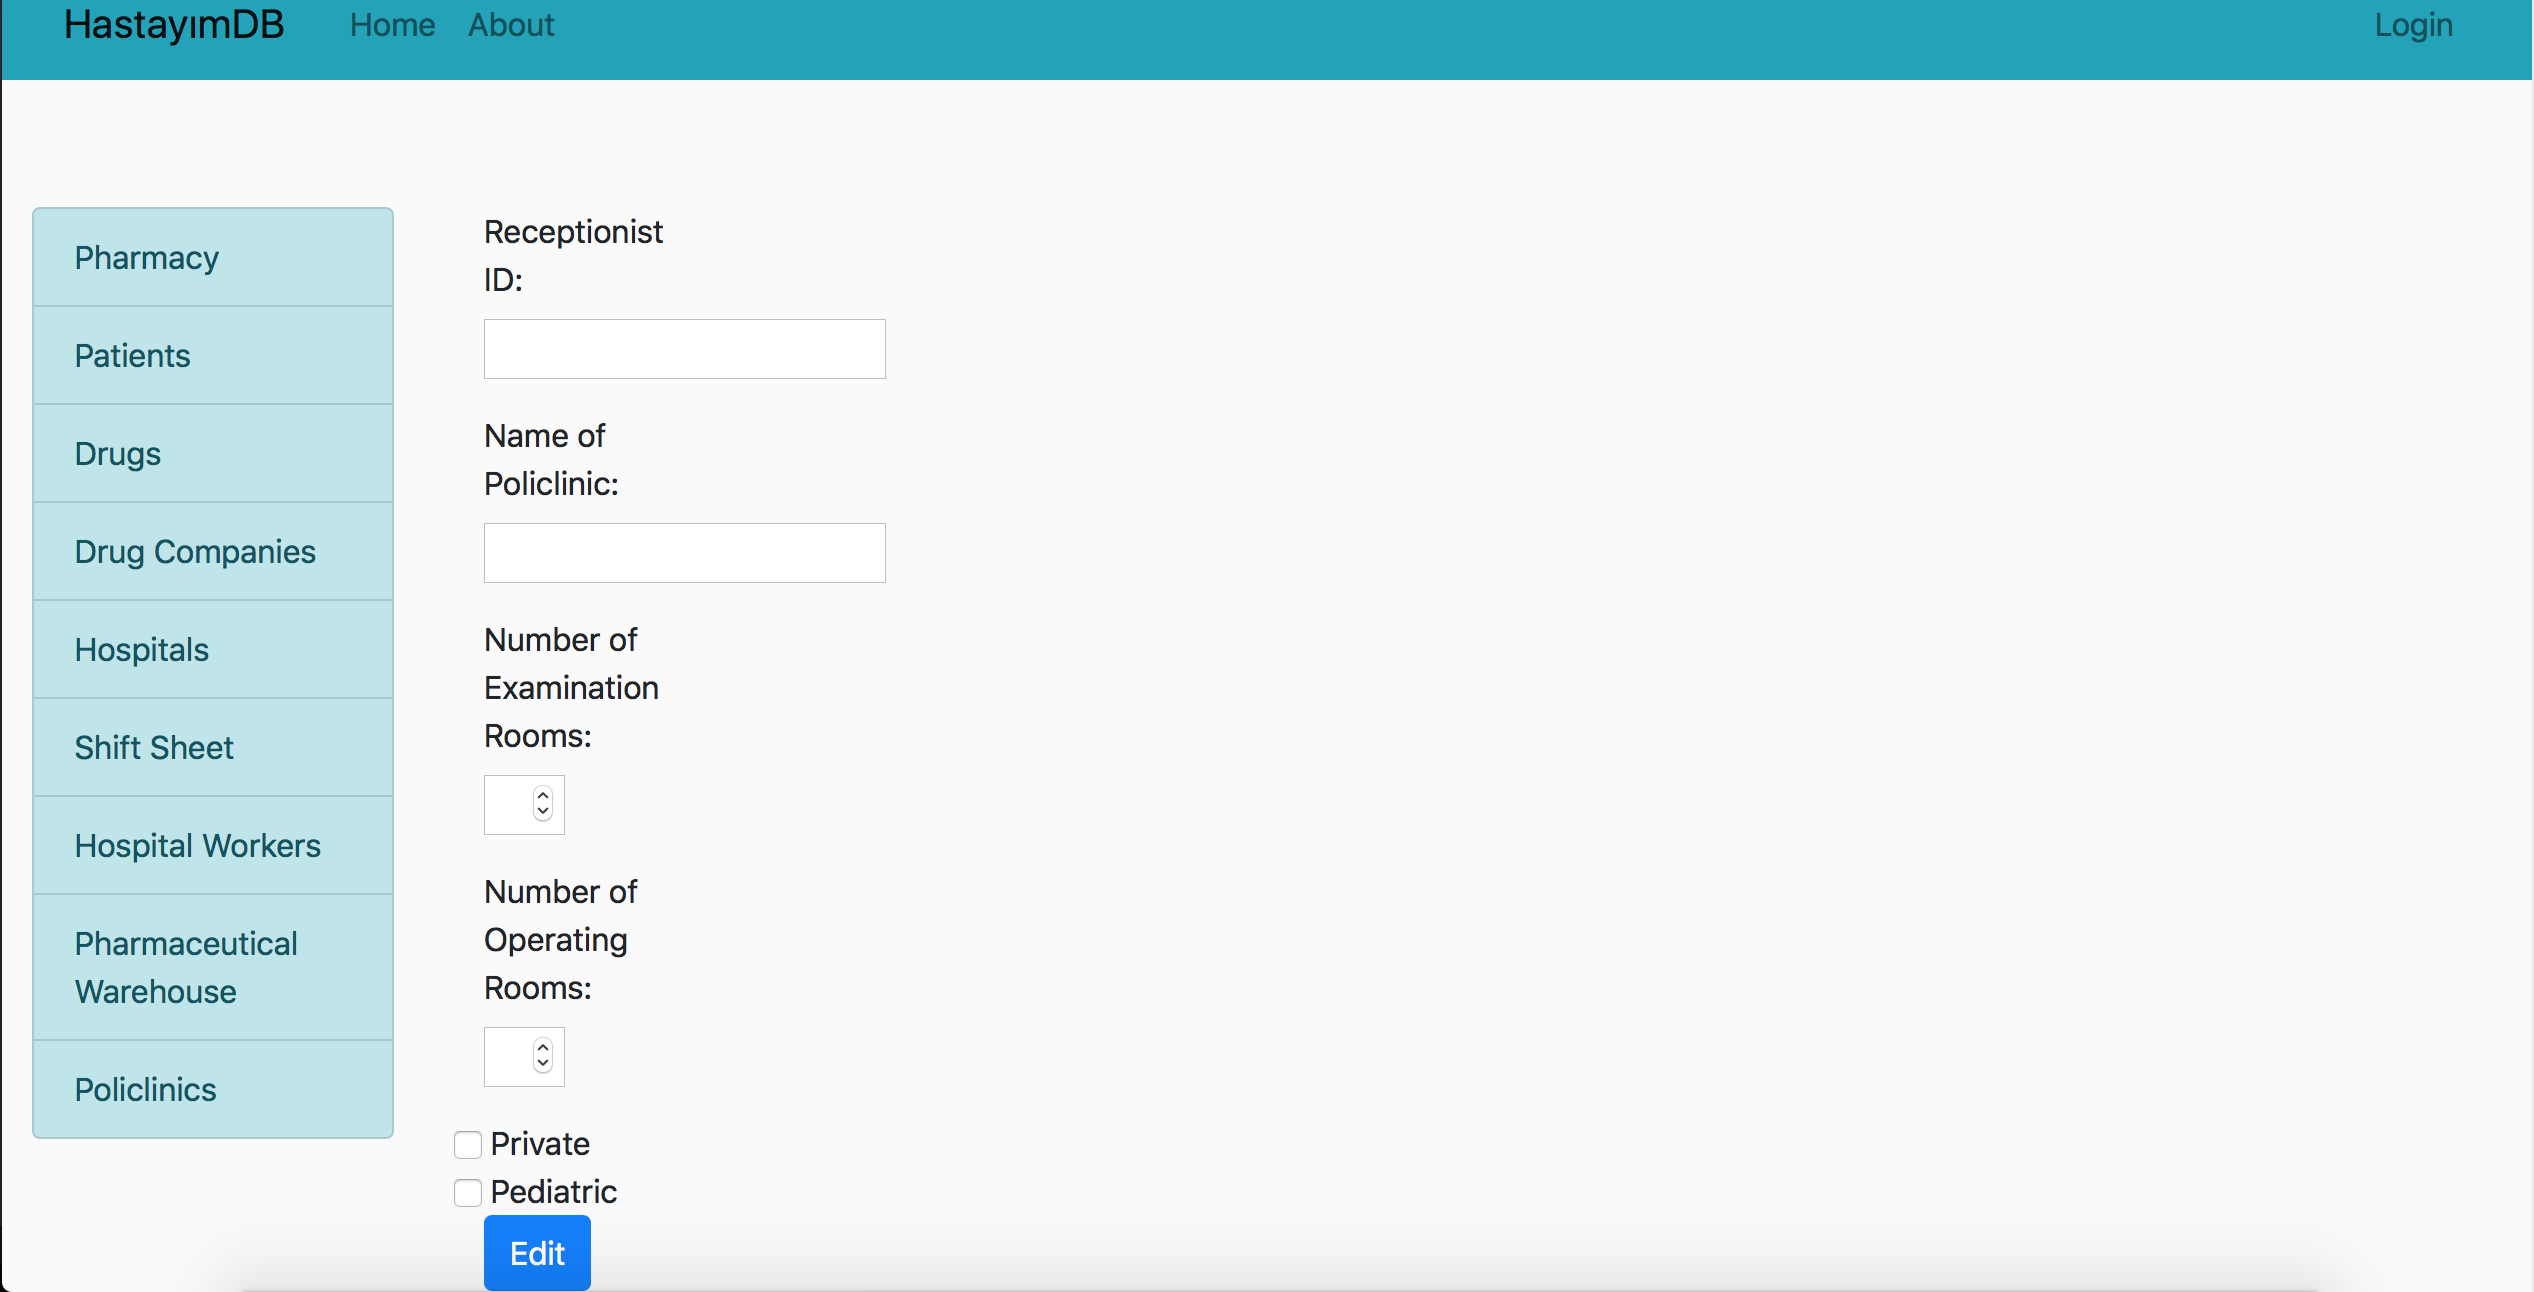 HastayımDB Home About Login
Pharmacy
Patients
Drugs
Drug Companies
Hospitals
Shift Sheet
Hospital Workers
Pharmaceutical
Warehouse
Policlinics
Receptionist
ID:
Name of
Policlinic:
Number of
Examination
Rooms:
Number of
Operating
Rooms:
Private
Pediatric
Edit